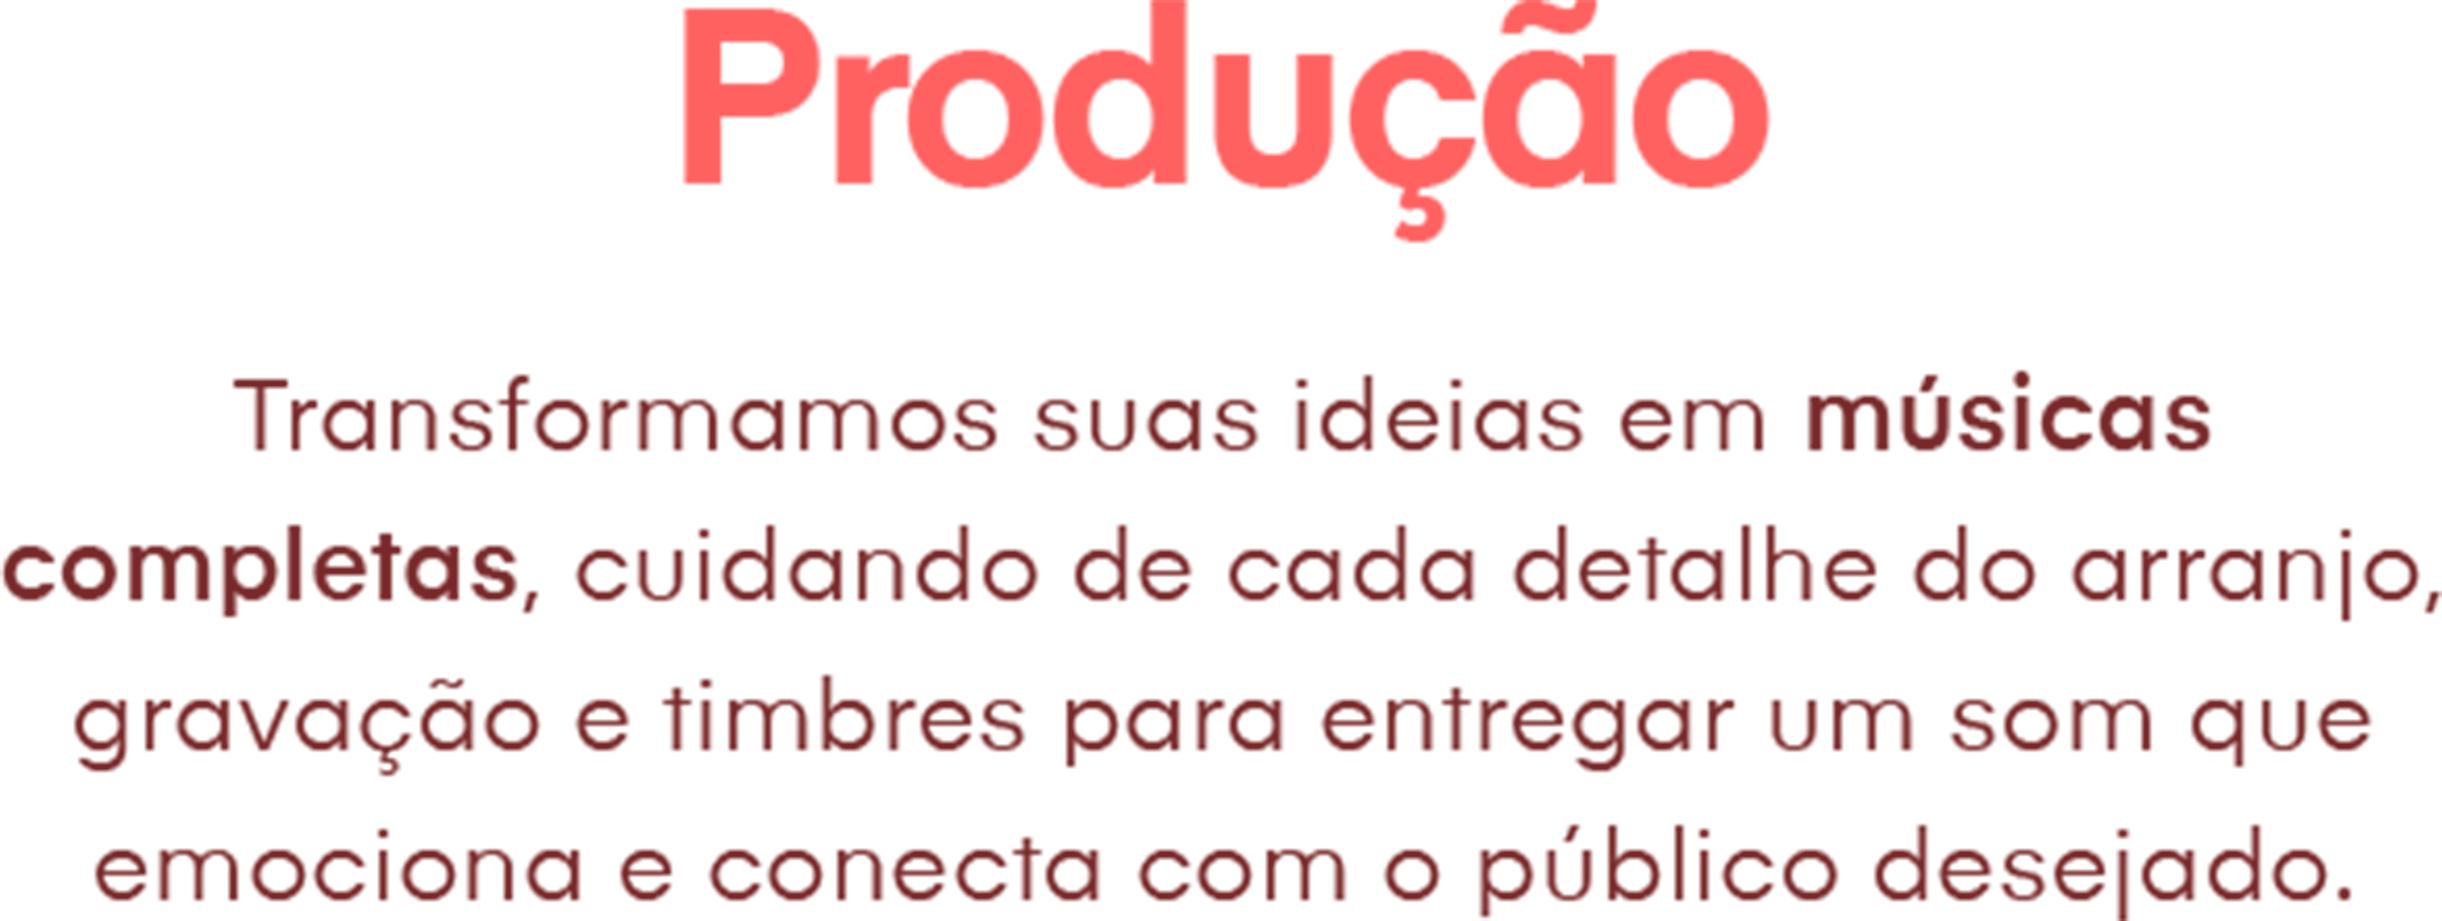 Produção
Transformamos suas ideias em músicas
completas, cuidando de cada detalhe do arranjo,
gravação e timbres para entregar um som que
emociona e conecta com o público desejado.